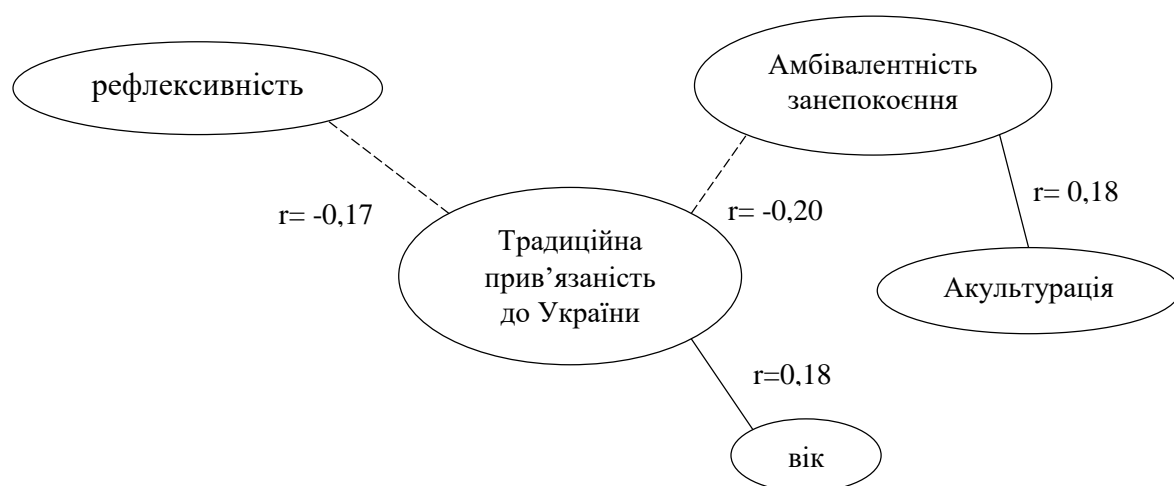 рефлексивність
Амбівалентність
занепокоєння
r= -0,17
r= -0,20
r= 0,18
Традиційна
прив’язаність
до України
Акультурація
r=0,18
вік